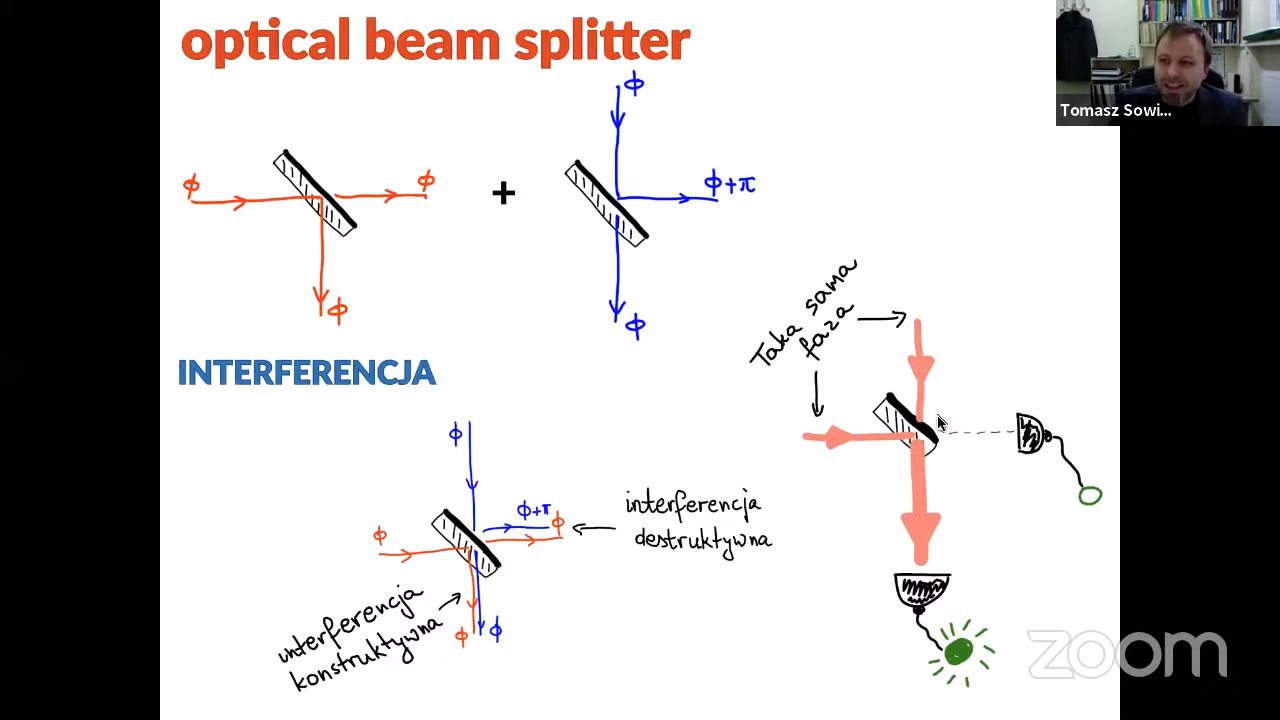 optical beam splitter
Tomasz Sowi...
ϕ
ϕ
ϕ
+
ϕ
ϕ+π
ϕ
INTERFERENCJA
Taka sama
faza
ϕ
ϕ
ϕ+π
ϕ
interferencja
destruktywna
interferencja
konstruktywna
ϕ
ϕ
zoom